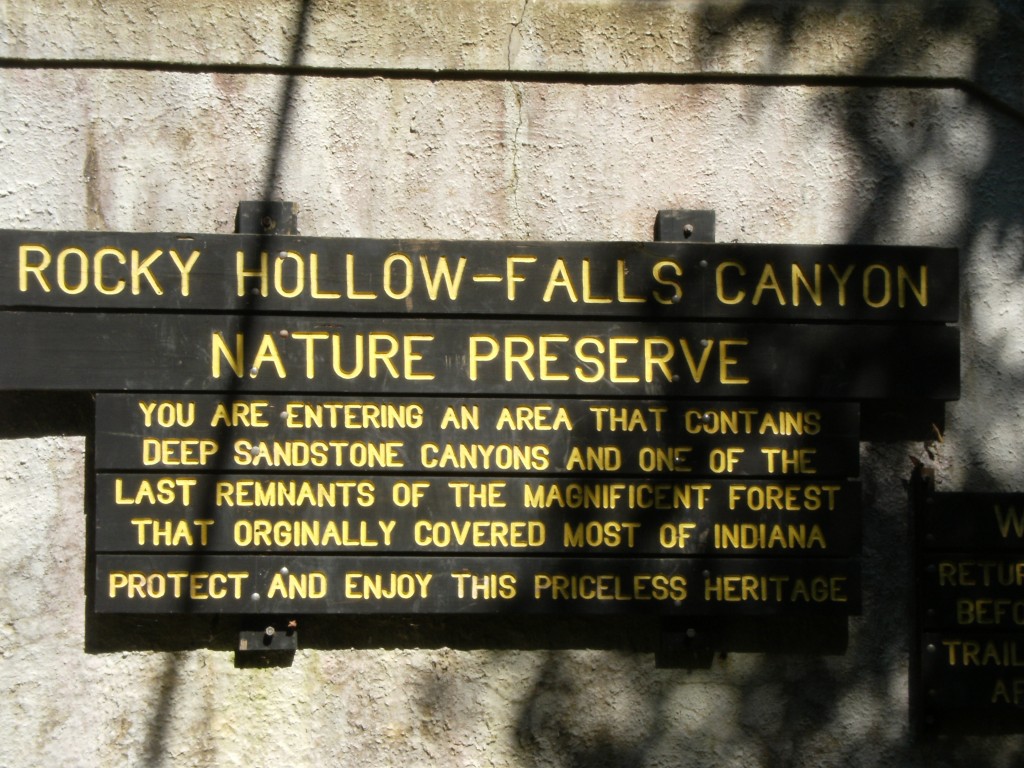 ROCKY HOLLOW-FALLS CANYON
NATURE PRESERVE
YOU ARE ENTERING AN AREA THAT CONTAINS
DEEP SANDSTONE CANYONS AND ONE OF THE
LAST REMNANTS OF THE MAGNIFICENT FOREST
THAT ORGINALLY COVERED MOST OF INDIANA
PROTECT AND ENJOY THIS PRICELESS HERITAGE
TRAIL